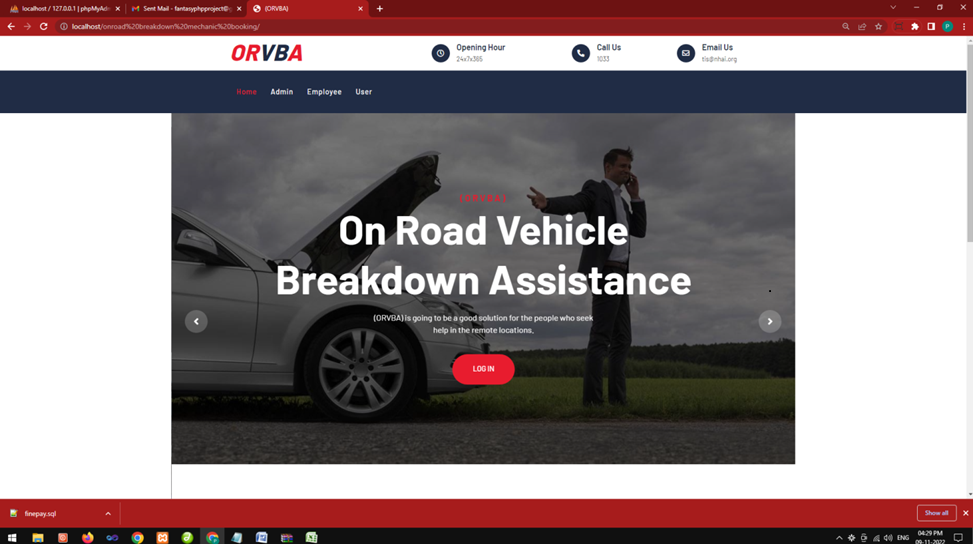 localhost / 127.0.0.1 | phpMyAdm
Sent Mail - fantasyphpproject@g
(ORVBA)
localhost/onroad%20breakdown%20mechanic%20booking/
ORVBA
Opening Hour
24x7x365
Call Us
1033
Email Us
tis@nhai.org
Home
Admin
Employee
User
On Road Vehicle
Breakdown Assistance
(ORVBA) is going to be a good solution for the people who seek
help in the remote locations.
LOG IN
finepay.sql
Show all
ENG
04:29 PM
09-11-2022